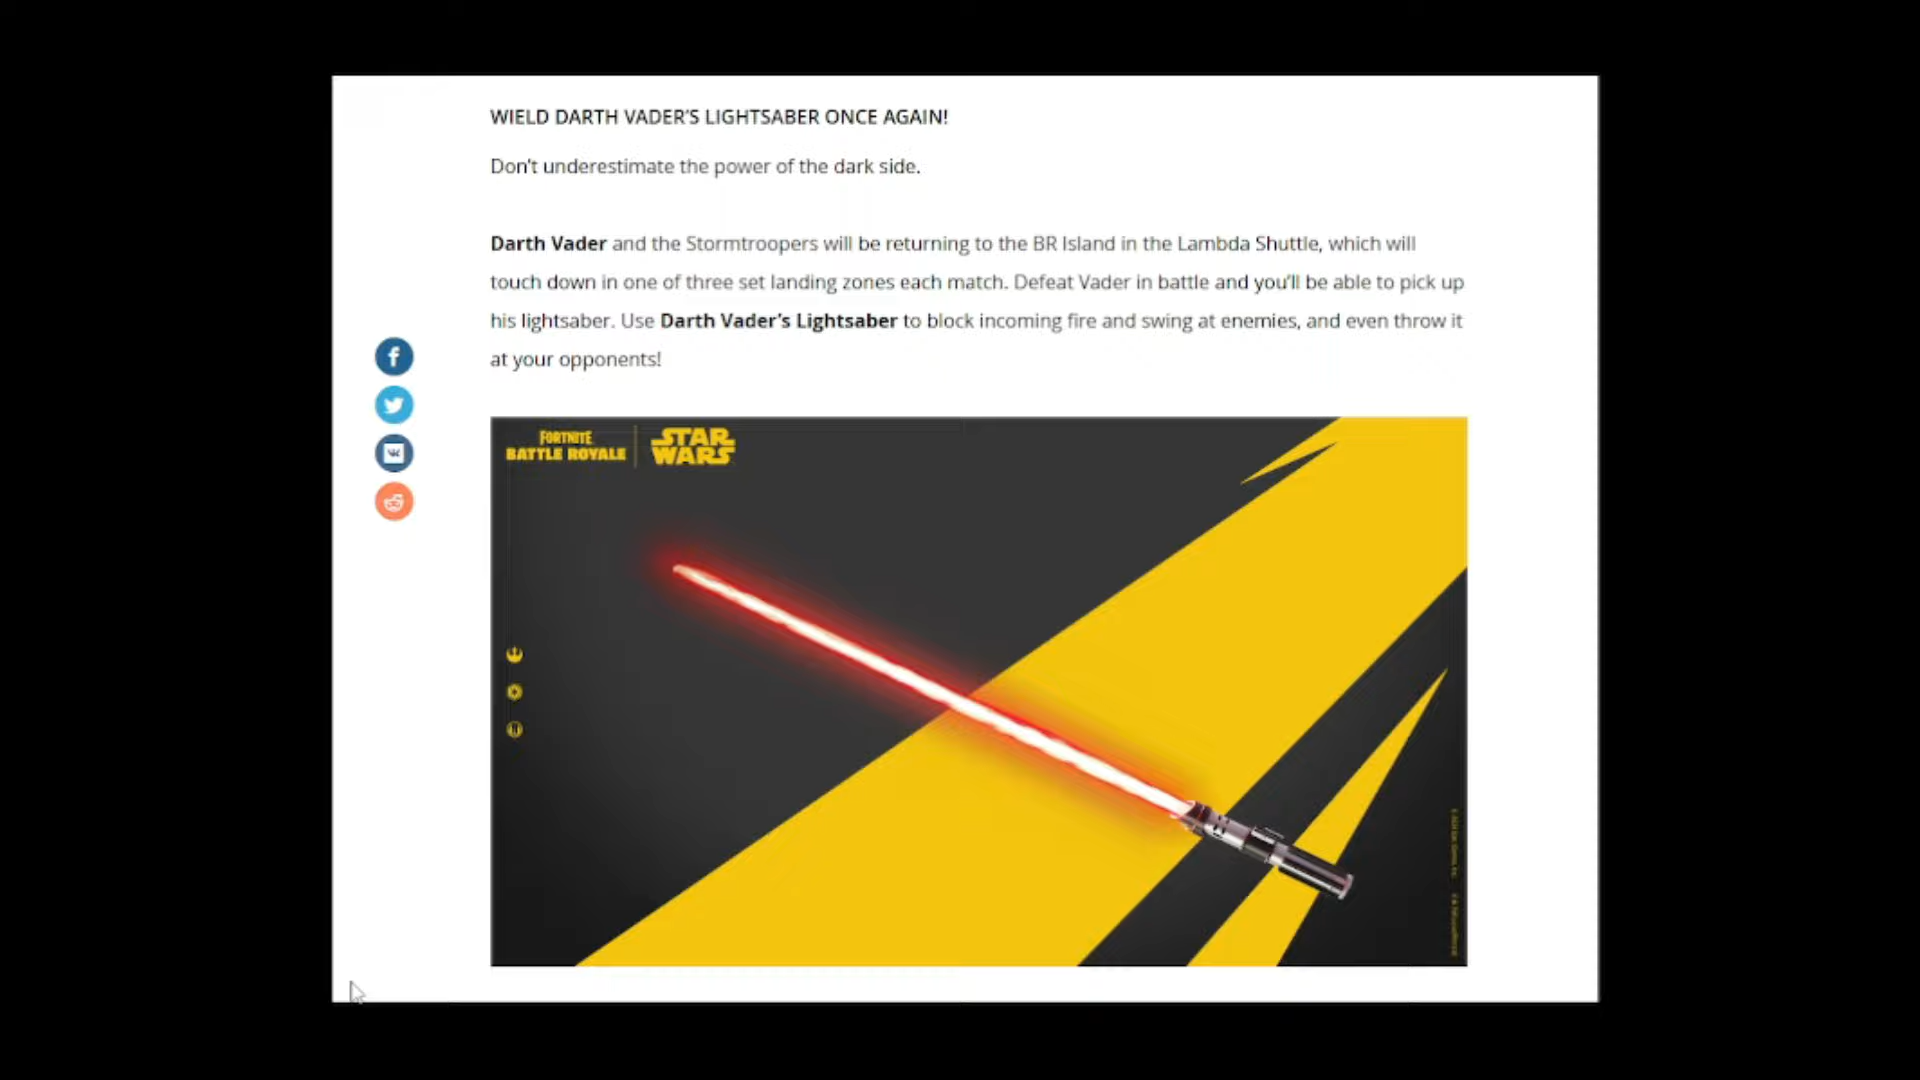 WIELD DARTH VADER'S LIGHTSABER ONCE AGAIN!
Don't underestimate the power of the dark side.
Darth Vader and the Stormtroopers will be returning to the BR Island in the Lambda Shuttle, which will
touch down in one of three set landing zones each match. Defeat Vader in battle and you'll be able to pick up
his lightsaber. Use Darth Vader's Lightsaber to block incoming fire and swing at enemies, and even throw it
at your opponents!
FORTNITE
BATTLE ROYALE
STAR
WARS